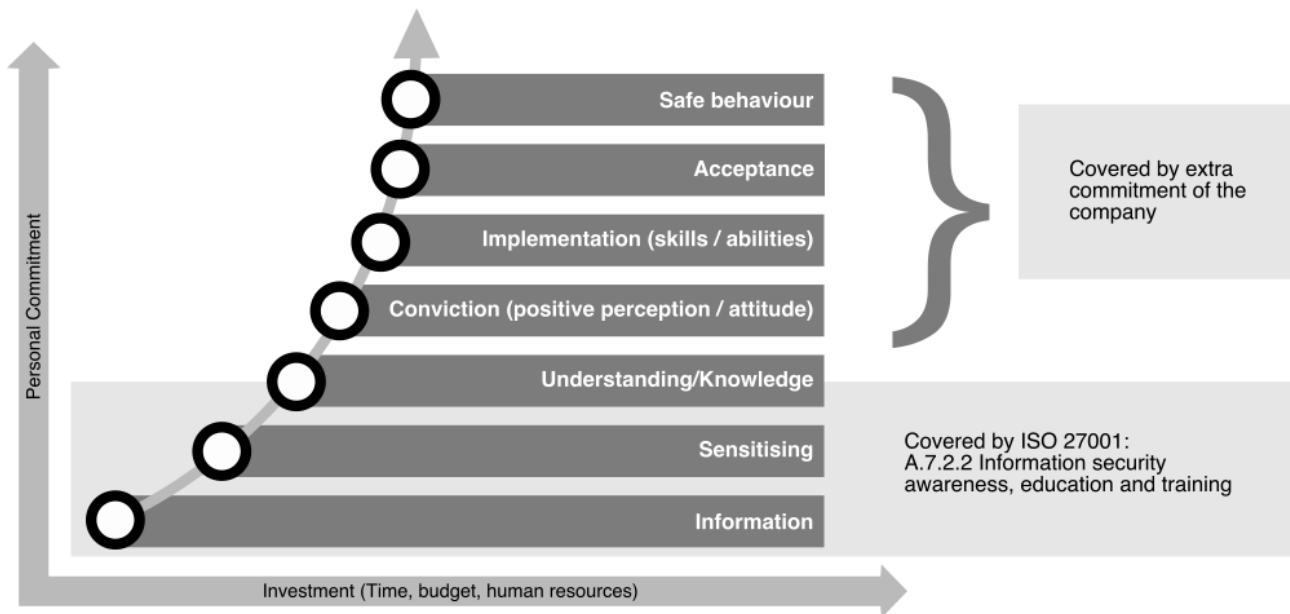 Safe behaviour
Acceptance
Implementation (skills / abilities)
Conviction (positive perception / attitude)
Understanding/Knowledge
Sensitising
Information
Covered by extra
commitment of the
company
Covered by ISO 27001:
A.7.2.2 Information security
awareness, education and training
Personal Commitment
Investment (Time, budget, human resources)